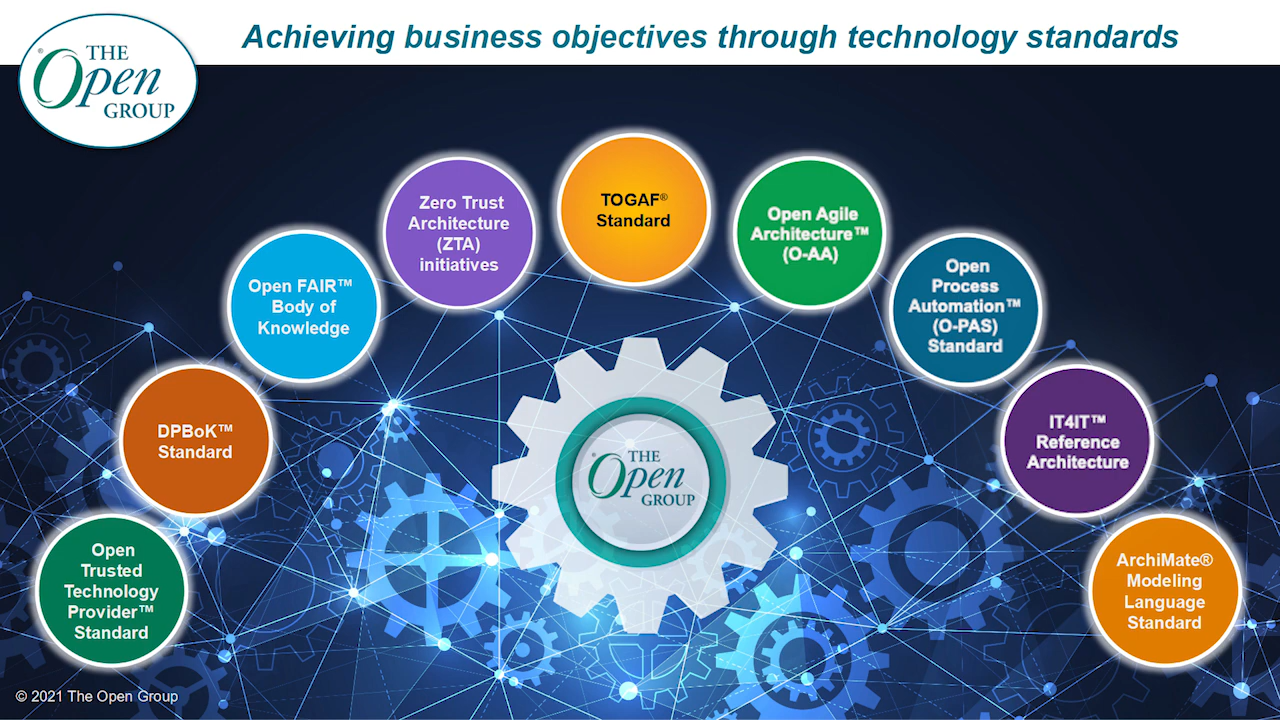 Achieving business objectives through technology standards
®
THE
Open
GROUP
Open
Trusted
Technology
Provider™
Standard
DPBoK™
Standard
Open FAIR™
Body of
Knowledge
Zero Trust
Architecture
(ZTA)
initiatives
TOGAF®
Standard
Open Agile
Architecture™
(O-AA)
Open
Process
Automation™
(O-PAS)
Standard
IT4IT™
Reference
Architecture
ArchiMate®
Modeling
Language
Standard
®
THE
Open
GROUP
© 2021 The Open Group